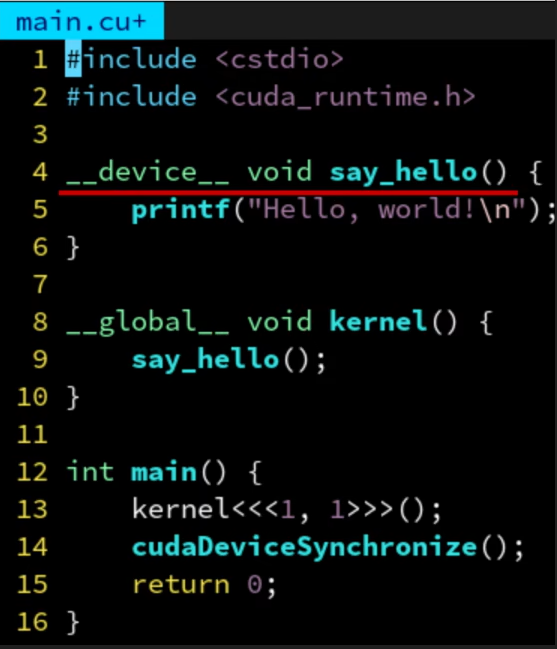 main.cu+
1 #include <cstdio>
2 #include <cuda_runtime.h>
3
4 __device__ void say_hello() {
5     printf("Hello, world!\n");
6 }
7
8 __global__ void kernel() {
9     say_hello();
10 }
11
12 int main() {
13     kernel<<<1, 1>>>();
14     cudaDeviceSynchronize();
15     return 0;
16 }